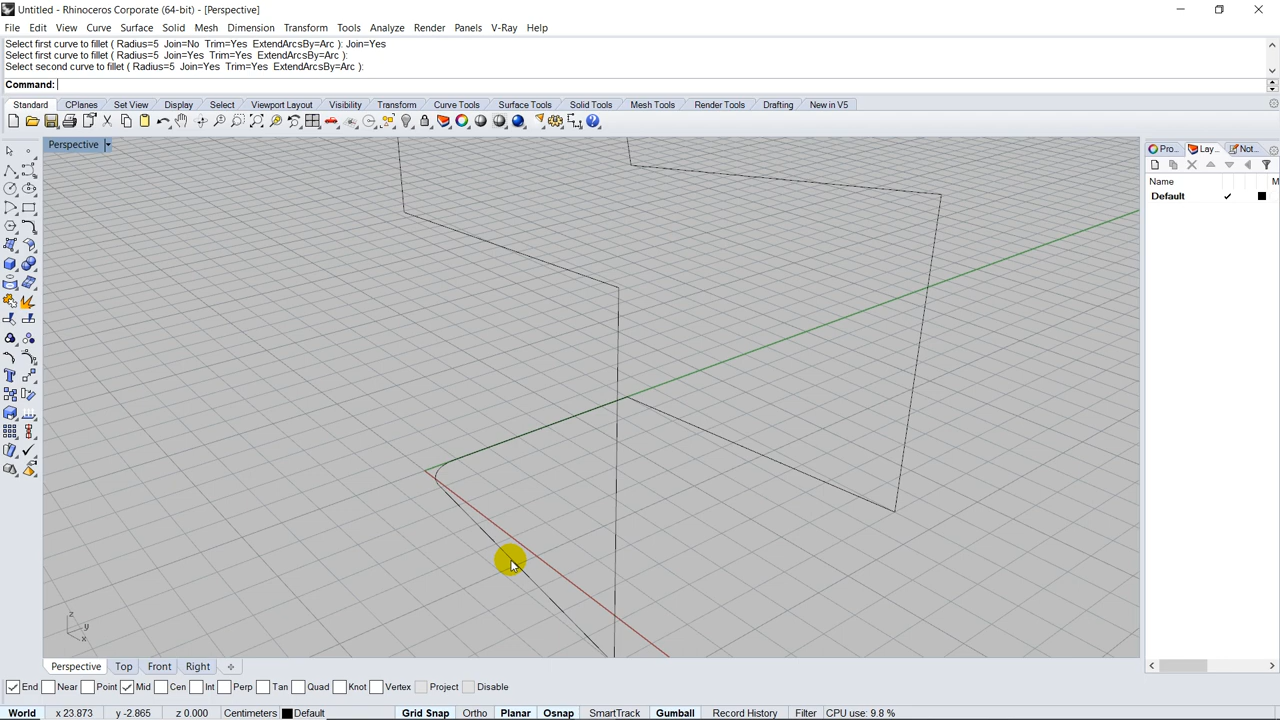 Untitled - Rhinoceros Corporate (64-bit) - [Perspective]
File Edit View Curve Surface Solid Mesh Dimension Transform Tools Analyze Render Panels V-Ray Help
Select first curve to fillet ( Radius=5 Join=No Trim=Yes ExtendArcsBy=Arc ): Join=Yes
Select first curve to fillet ( Radius=5 Join=Yes Trim=Yes ExtendArcsBy=Arc ):
Select second curve to fillet ( Radius=5 Join=Yes Trim=Yes ExtendArcsBy=Arc ):
Command:
Standard CPlanes Set View Display Select Viewport Layout Visibility Transform Curve Tools Surface Tools Solid Tools Mesh Tools Render Tools Drafting New in V5
Perspective
Pro... Lay... Not...
Name M
Default
z
y
x
Perspective Top Front Right
End Near Point Mid Cen Int Perp Tan Quad Knot Vertex Project Disable
World x 23.873 y -2.865 z 0.000 Centimeters Default Grid Snap Ortho Planar Osnap SmartTrack Gumball Record History Filter CPU use: 9.8 %